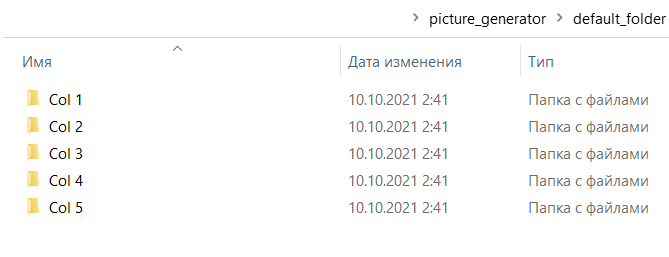 picture_generator > default_folder
Имя Дата изменения Тип
Col 1 10.10.2021 2:41 Папка с файлами
Col 2 10.10.2021 2:41 Папка с файлами
Col 3 10.10.2021 2:41 Папка с файлами
Col 4 10.10.2021 2:41 Папка с файлами
Col 5 10.10.2021 2:41 Папка с файлами